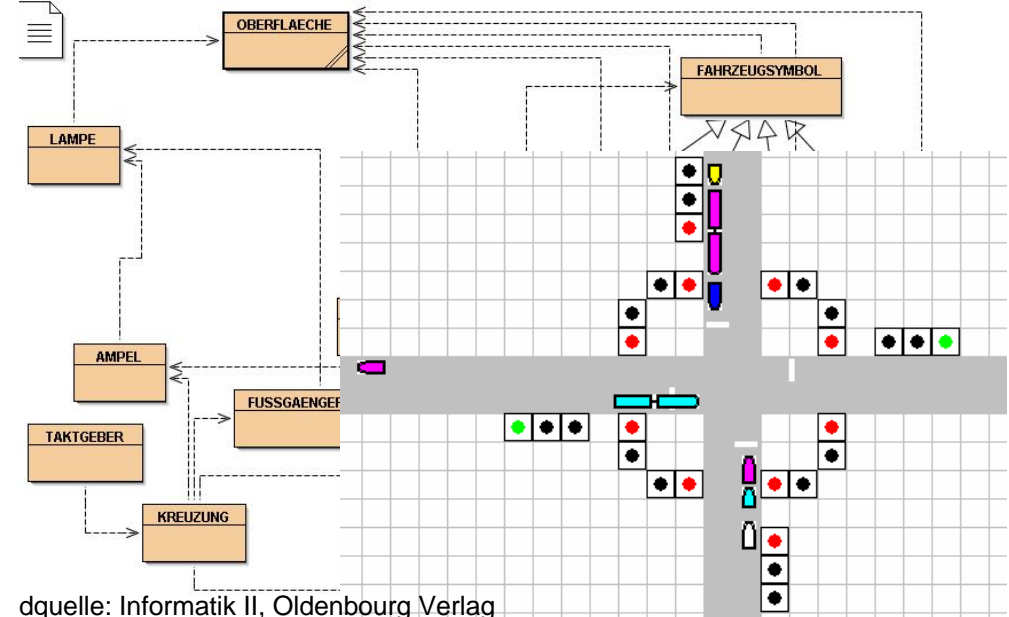 OBERFLAECHE
FAHRZEUGSYMBOL
LAMPE
AMPEL
FUSSGAENGER
TAKTGEBER
KREUZUNG
dquelle: Informatik II, Oldenbourg Verlag